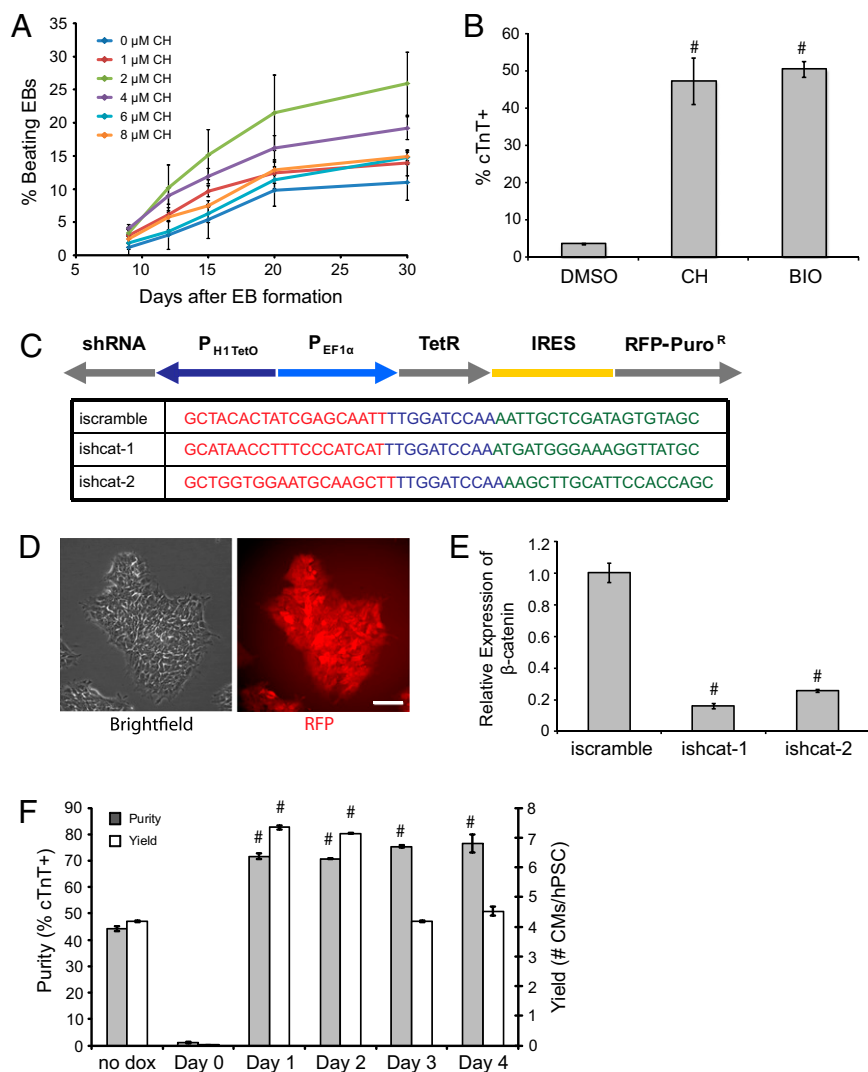 A
35
30
25
20
15
10
5
0
% Beating EBs
0 µM CH
1 µM CH
2 µM CH
4 µM CH
6 µM CH
8 µM CH
5 10 15 20 25 30
Days after EB formation
B
60
50
40
30
20
10
0
% cTnT+
# #
DMSO CH BIO
C
shRNA P H1 TetO P EF1α TetR IRES RFP-Puro R
iscramble GCTACACTATCGAGCAATTTTGGATCCAAAATTGCTCGATAGTGTAGC
ishcat-1 GCATAACCTTTCCCATCATTTGGATCCAAATGATGGGAAAGGTTATGC
ishcat-2 GCTGGTGGAATGCAAGCTTTTGGATCCAAAAGCTTGCATTCCACCAGC
D
Brightfield RFP
E
1.2
1.0
0.8
0.6
0.4
0.2
0
Relative Expression of
β-catenin
# #
iscramble ishcat-1 ishcat-2
F
90
80
70
60
50
40
30
20
10
0
Purity (% cTnT+)
Purity
Yield
# # # # # #
8
7
6
5
4
3
2
1
0
Yield (# CMs/hPSC)
no dox Day 0 Day 1 Day 2 Day 3 Day 4